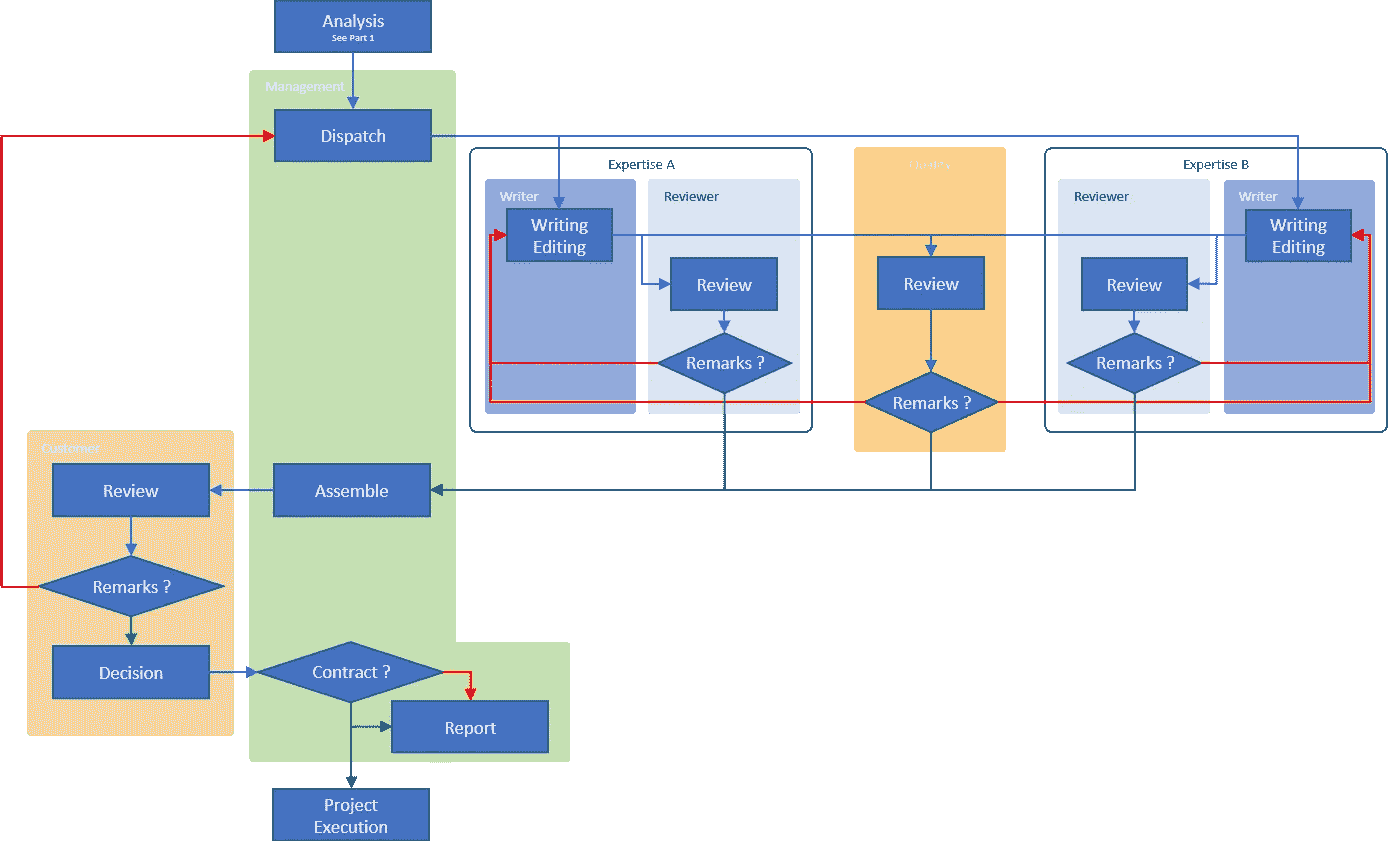 Analysis
See Part 1
Management
Dispatch
Expertise A
Expertise B
Writer
Reviewer
Reviewer
Writer
Writing
Editing
Writing
Editing
Review
Review
Review
Remarks ?
Remarks ?
Remarks ?
Customer
Review
Assemble
Remarks ?
Decision
Contract ?
Report
Project
Execution